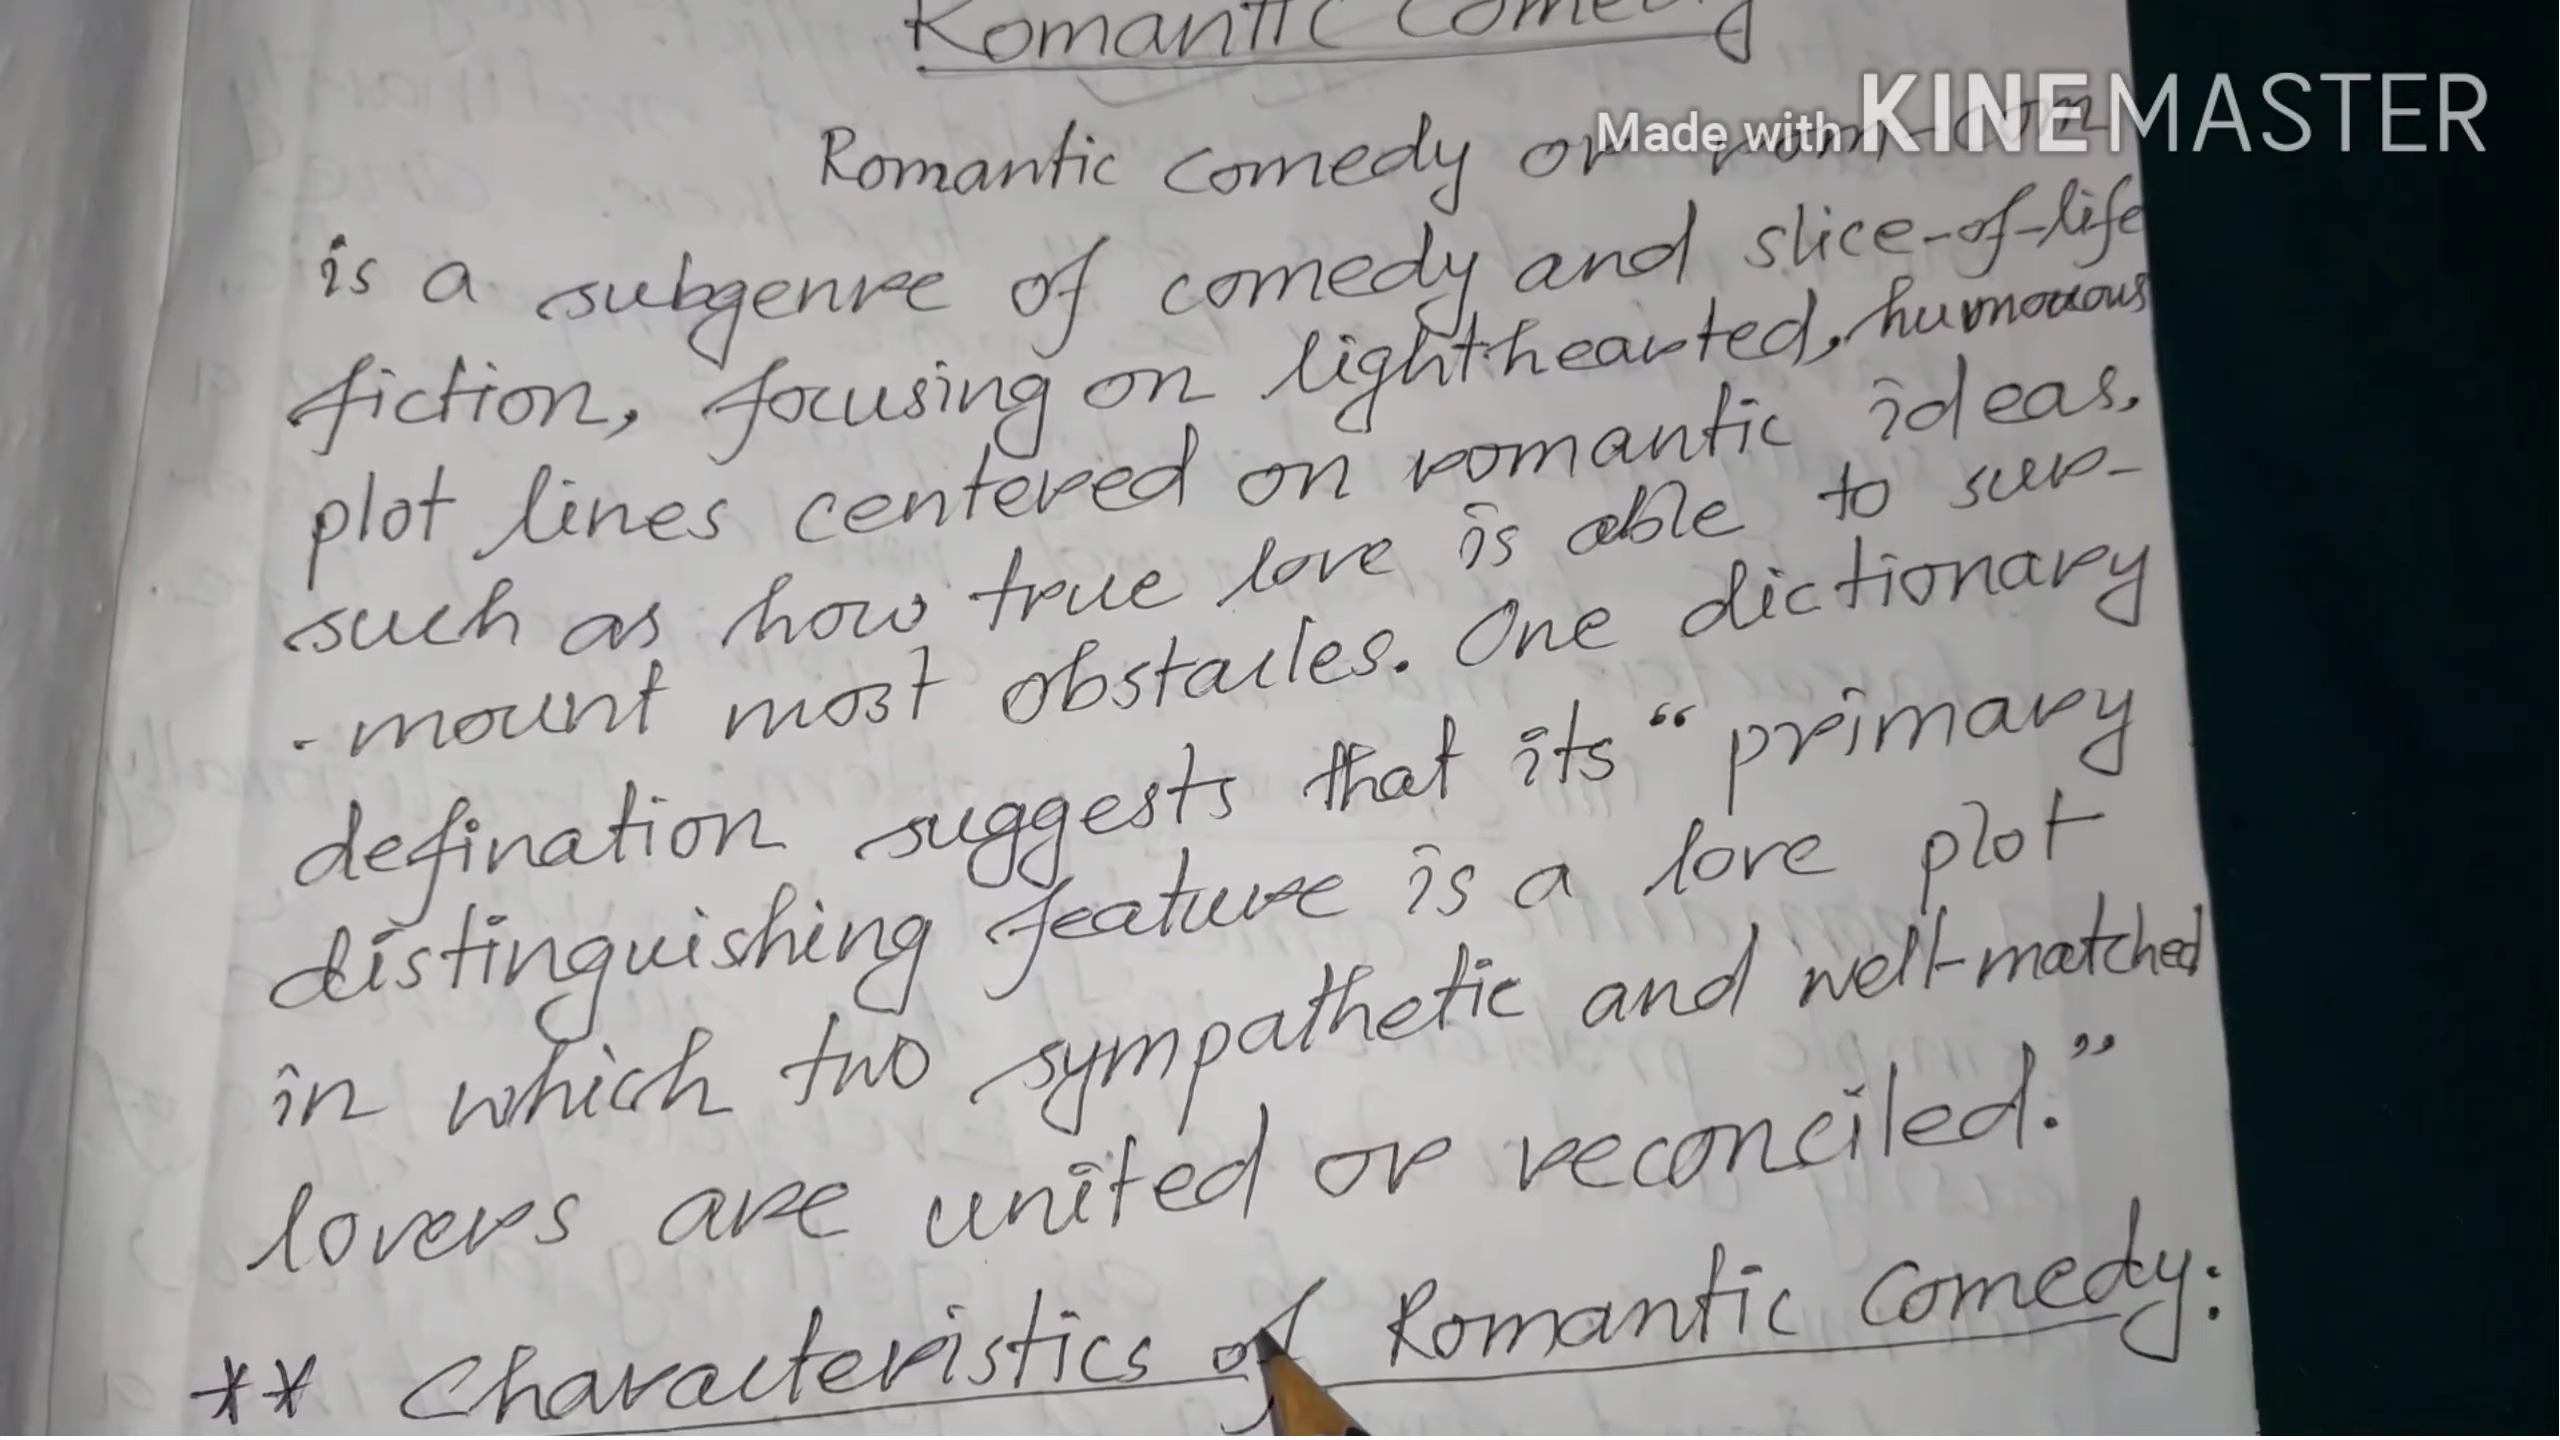 Romantic Comedy
Made with KINEMASTER
Romantic comedy or rom-com
is a subgenre of comedy and slice-of-life
fiction, focusing on lighthearted, humorous
plot lines centered on romantic ideas,
such as how true love is able to sur-
-mount most obstacles. One dictionary
defination suggests that its "primary
distinguishing feature is a love plot
in which two sympathetic and well-matched
lovers are united or reconciled."
** Characteristics of Romantic Comedy: